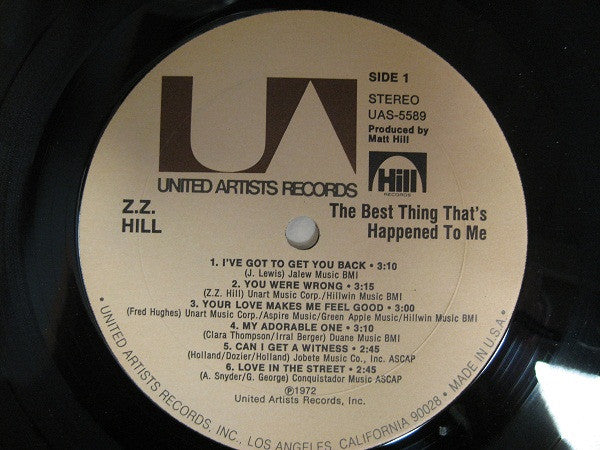 SIDE 1
STEREO
UAS-5589
Produced by
Matt Hill
UA
UNITED ARTISTS RECORDS
Hill
RECORDS
Z.Z.
HILL
The Best Thing That's
Happened To Me
1. I'VE GOT TO GET YOU BACK • 3:10
(J. Lewis) Jalew Music BMI
2. YOU WERE WRONG • 3:15
(Z.Z. Hill) Unart Music Corp./Hillwin Music BMI
3. YOUR LOVE MAKES ME FEEL GOOD • 3:00
(Fred Hughes) Unart Music Corp./Aspire Music/Green Apple Music/Hillwin Music BMI
4. MY ADORABLE ONE • 3:10
(Clara Thompson/Irral Berger) Duane Music BMI
5. CAN I GET A WITNESS • 2:45
(Holland/Dozier/Holland) Jobete Music Co., Inc. ASCAP
6. LOVE IN THE STREET • 2:45
(A. Snyder/G. George) Conquistador Music ASCAP
℗1972
United Artists Records, Inc.
• UNITED ARTISTS RECORDS, INC., LOS ANGELES, CALIFORNIA 90028 • MADE IN U.S.A. •